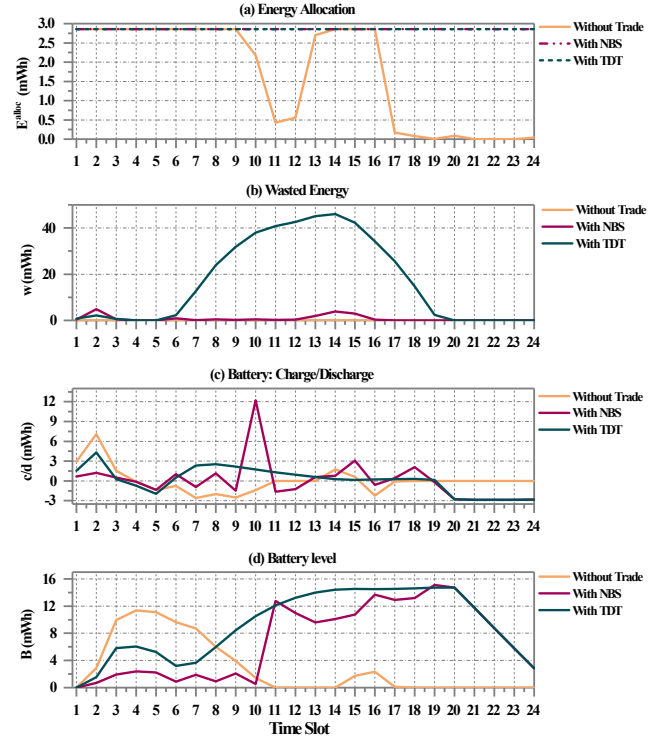 (a) Energy Allocation
3.0
2.5
2.0
1.5
1.0
0.5
0.0
E^alloc (mWh)
1 2 3 4 5 6 7 8 9 10 11 12 13 14 15 16 17 18 19 20 21 22 23 24
Without Trade
With NBS
With TDT
(b) Wasted Energy
40
20
0
w (mWh)
1 2 3 4 5 6 7 8 9 10 11 12 13 14 15 16 17 18 19 20 21 22 23 24
Without Trade
With NBS
With TDT
(c) Battery: Charge/Discharge
12
9
6
3
0
-3
c/d (mWh)
1 2 3 4 5 6 7 8 9 10 11 12 13 14 15 16 17 18 19 20 21 22 23 24
Without Trade
With NBS
With TDT
(d) Battery level
16
12
8
4
0
B (mWh)
1 2 3 4 5 6 7 8 9 10 11 12 13 14 15 16 17 18 19 20 21 22 23 24
Without Trade
With NBS
With TDT
Time Slot